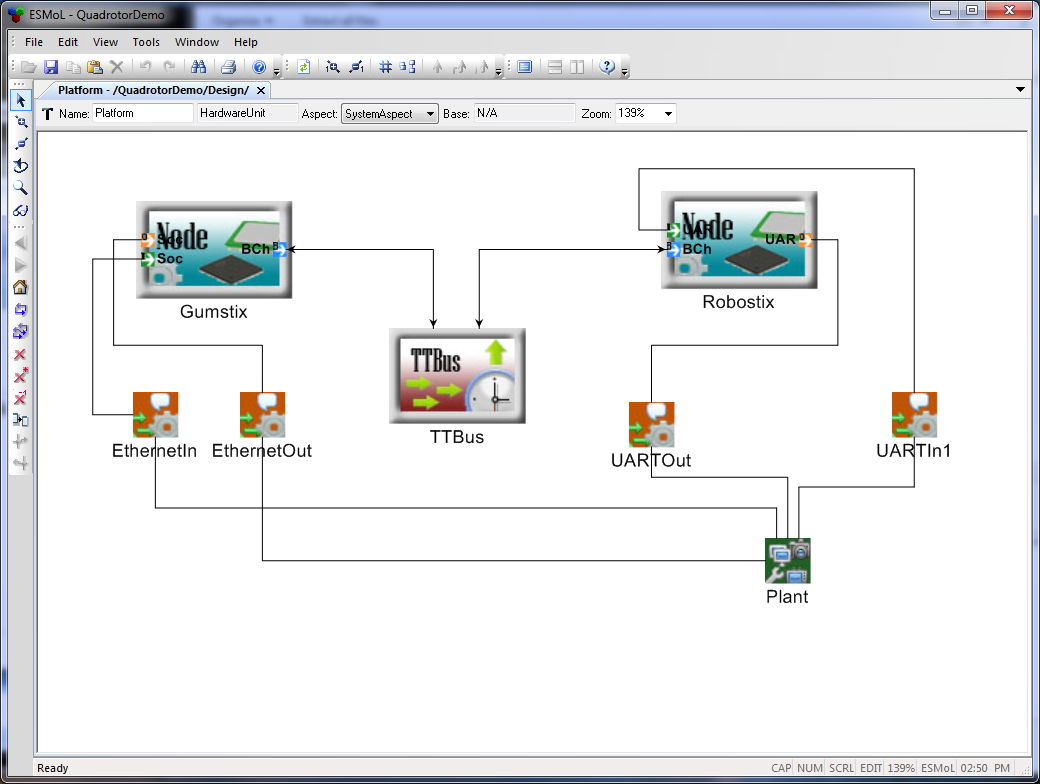 ESMoL - QuadrotorDemo
File Edit View Tools Window Help
Platform - /QuadrotorDemo/Design/
Name: Platform HardwareUnit Aspect: SystemAspect Base: N/A Zoom: 139%
Node
Soc
BCh
Soc
Gumstix
Node
UAR
BCh
Robostix
TTBus
TTBus
EthernetIn
EthernetOut
UARTOut
UARTIn1
Plant
Ready CAP NUM SCRL EDIT 139% ESMoL 02:50 PM